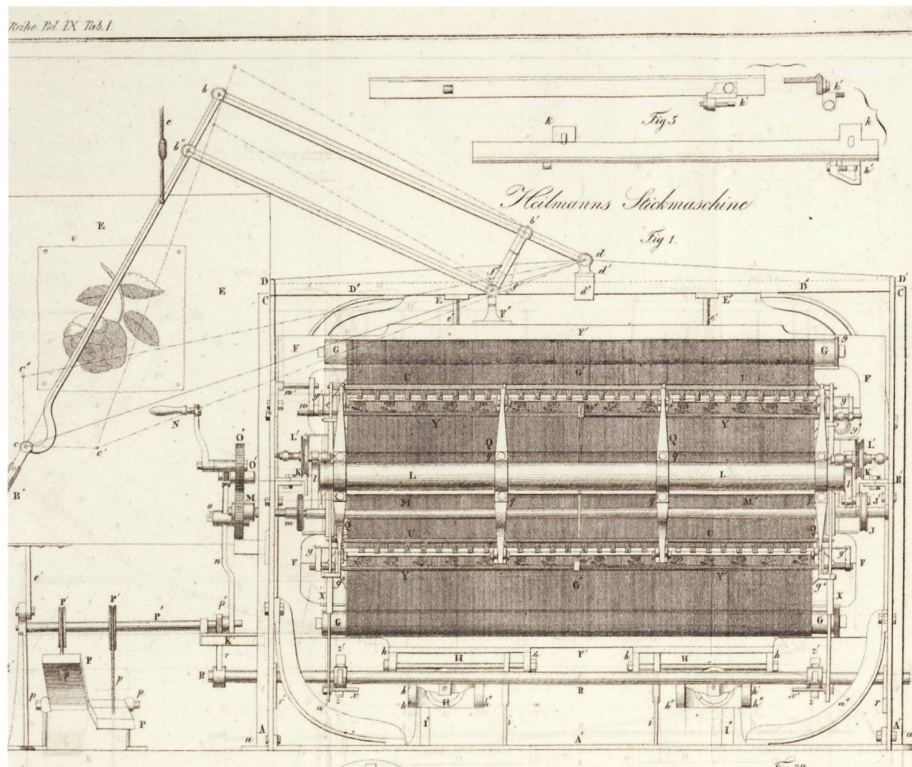 Reihe Bd. IX Tab. I.
Fig 3
Heilmanns Stickmaschine
Fig 1.
b
b'
e
k
k'
k
k'
k'
b'
d
d'
d''
E
E
D
C
D'
E
e'
F'
E'
e'
D'
D'
C
F'
F
G
G'
G
F
g
U
U
Y
Y
N
O'
O
L'
L
L
L'
K
Q
Q
q
q
l
l
c''
c
c'
B'
M
o
m
M
M'
J'
J
U
U
Q
Q
n
F
g'
Y
G'
Y'
g'
F
X
X
e'
P'
P'
P'
p'
K
G
G
P
P
p
p
p
r
R
h
H
h
F'
h
H
h
z'
x
R
x'
h'
H
h''
h'
h''
I'
i
i
I''
a'
a''
A
A'
A'
a
a
r